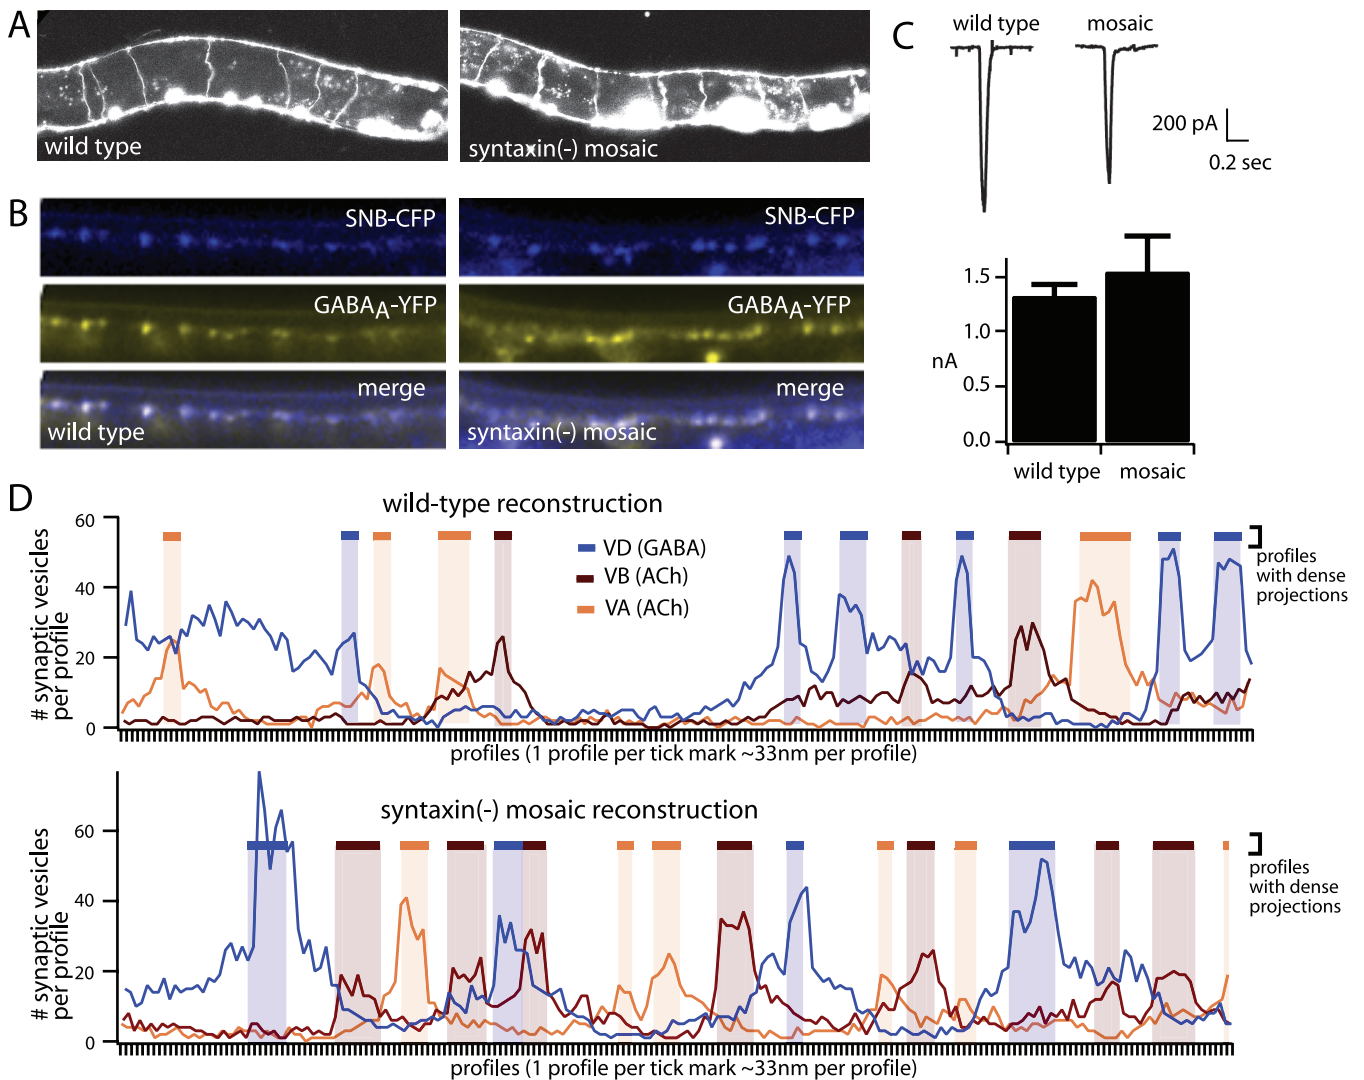 A
wild type
syntaxin(-) mosaic
B
SNB-CFP
SNB-CFP
GABAA-YFP
GABAA-YFP
merge
wild type
merge
syntaxin(-) mosaic
C
wild type
mosaic
200 pA
0.2 sec
nA
1.5
1.0
0.5
0.0
wild type
mosaic
D
wild-type reconstruction
# synaptic vesicles
per profile
60
40
20
0
VD (GABA)
VB (ACh)
VA (ACh)
profiles
with dense
projections
profiles (1 profile per tick mark ~33nm per profile)
syntaxin(-) mosaic reconstruction
# synaptic vesicles
per profile
60
40
20
0
profiles
with dense
projections
profiles (1 profile per tick mark ~33nm per profile)